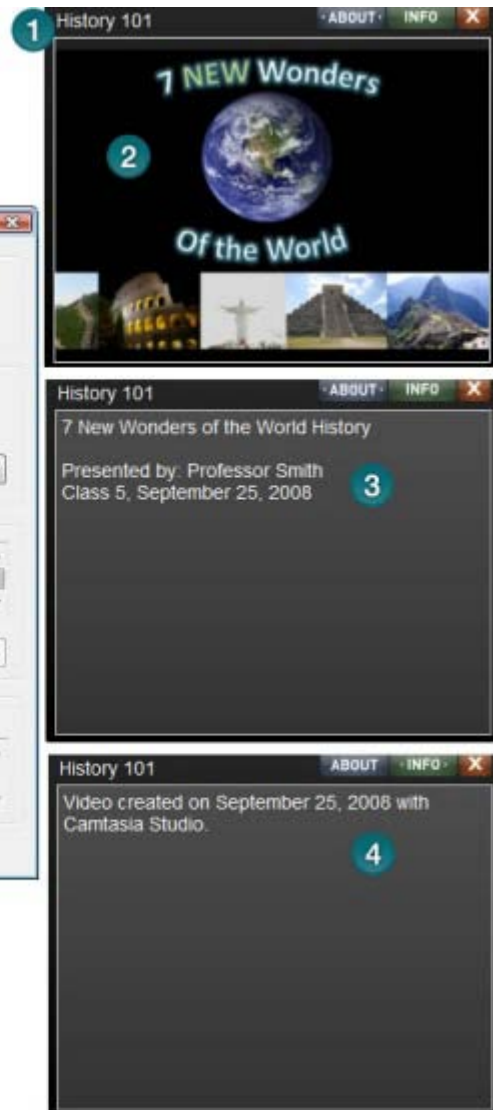 1
History 101
·ABOUT· INFO X
7 NEW Wonders
2
Of the World
History 101
·ABOUT· INFO X
7 New Wonders of the World History
Presented by: Professor Smith
3
Class 5, September 25, 2008
History 101
ABOUT ·INFO· X
Video created on September 25, 2008 with
Camtasia Studio.
4